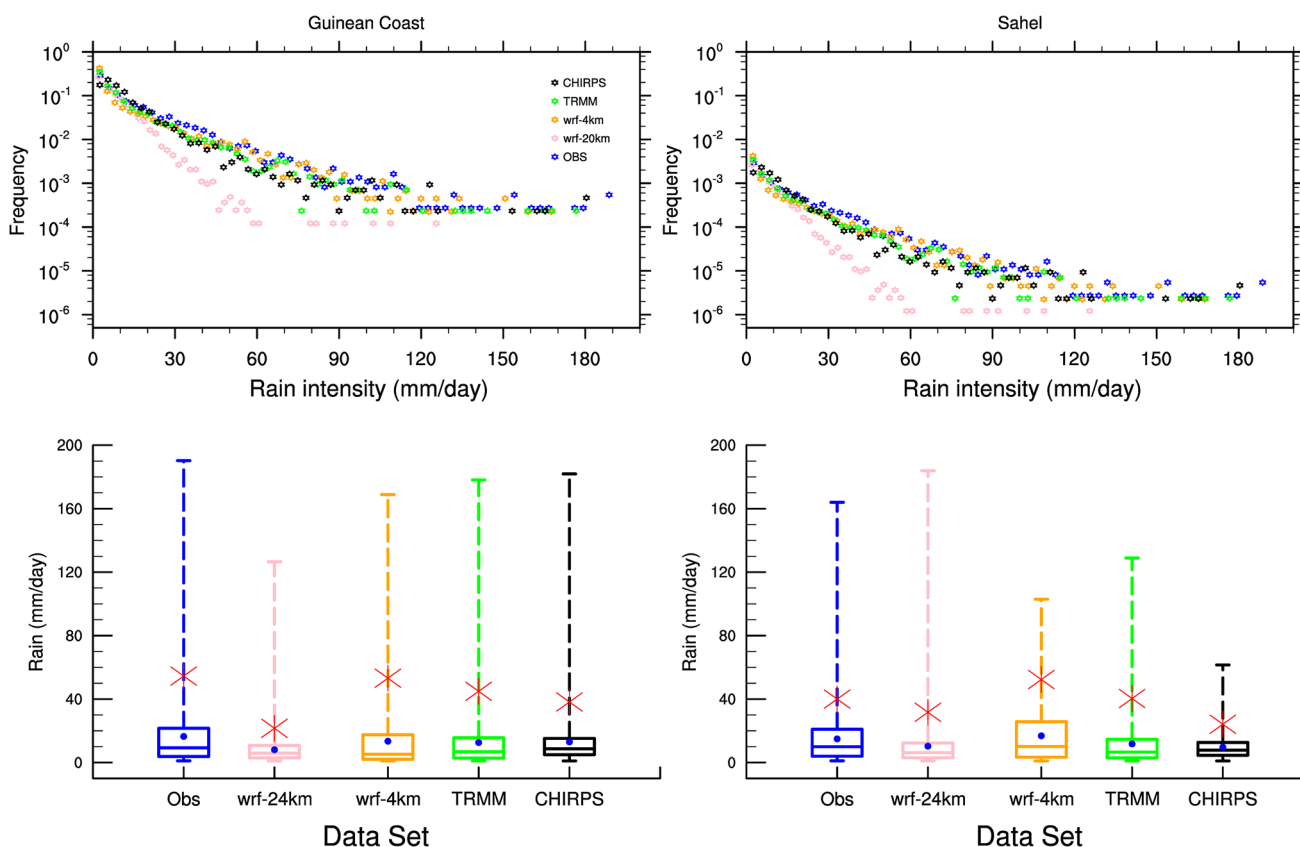 Guinean Coast
Sahel
10^0
10^-1
10^-2
10^-3
10^-4
10^-5
10^-6
Frequency
CHIRPS
TRMM
wrf-4km
wrf-20km
OBS
0 30 60 90 120 150 180
Rain intensity (mm/day)
10^0
10^-1
10^-2
10^-3
10^-4
10^-5
10^-6
Frequency
0 30 60 90 120 150 180
Rain intensity (mm/day)
200
160
120
80
40
0
Rain (mm/day)
Obs wrf-24km wrf-4km TRMM CHIRPS
Data Set
200
160
120
80
40
0
Rain (mm/day)
Obs wrf-24km wrf-4km TRMM CHIRPS
Data Set